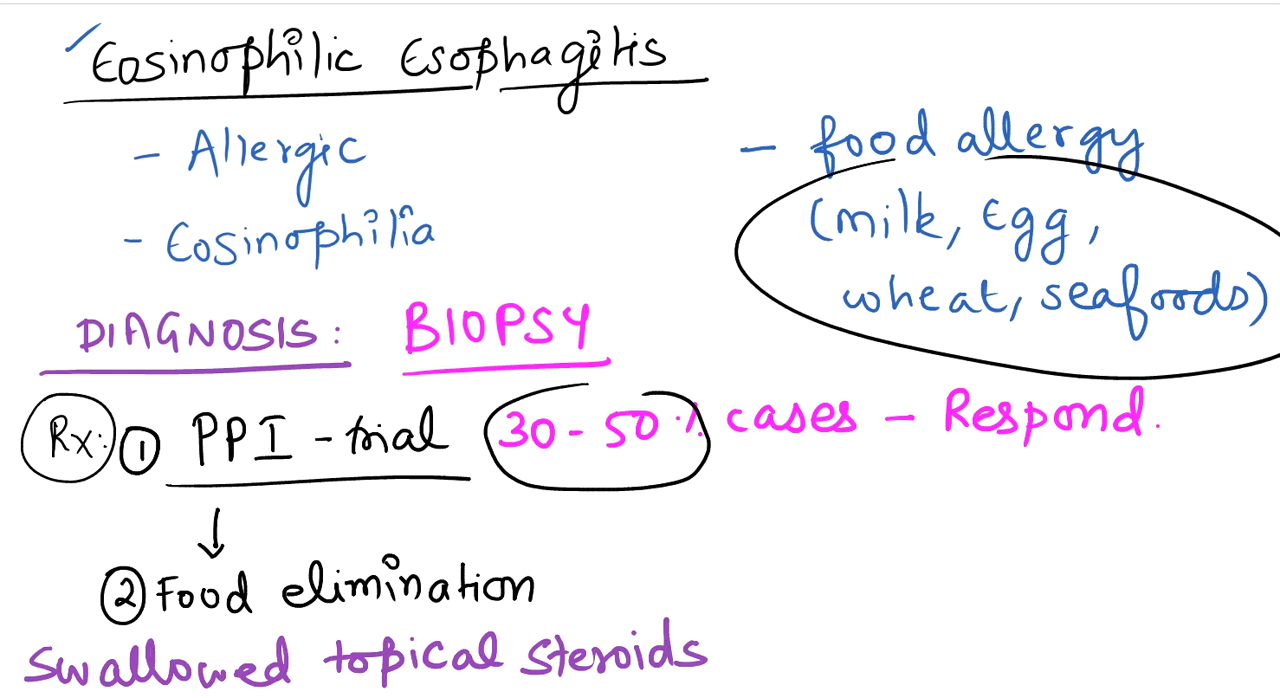 Eosinophilic Esophagitis
- Allergic
- Eosinophilia
- food allergy
(milk, Egg,
wheat, seafoods)
DIAGNOSIS: BIOPSY
Rx: ① PPI - trial 30-50% cases - Respond.
↓
② Food elimination
Swallowed topical steroids